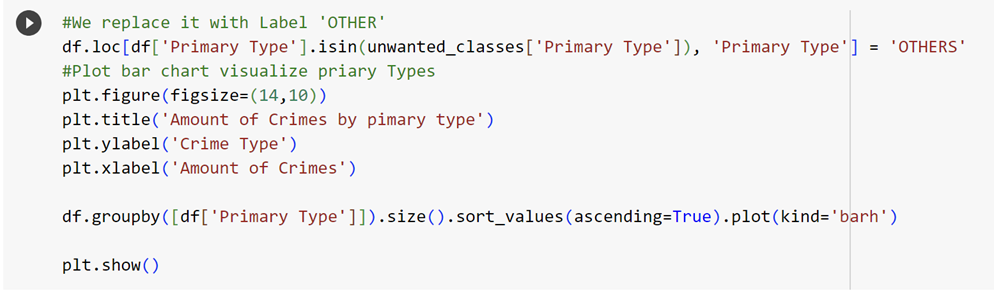 #We replace it with Label 'OTHER'
df.loc[df['Primary Type'].isin(unwanted_classes['Primary Type']), 'Primary Type'] = 'OTHERS'
#Plot bar chart visualize priary Types
plt.figure(figsize=(14,10))
plt.title('Amount of Crimes by pimary type')
plt.ylabel('Crime Type')
plt.xlabel('Amount of Crimes')
df.groupby([df['Primary Type']]).size().sort_values(ascending=True).plot(kind='barh')
plt.show()